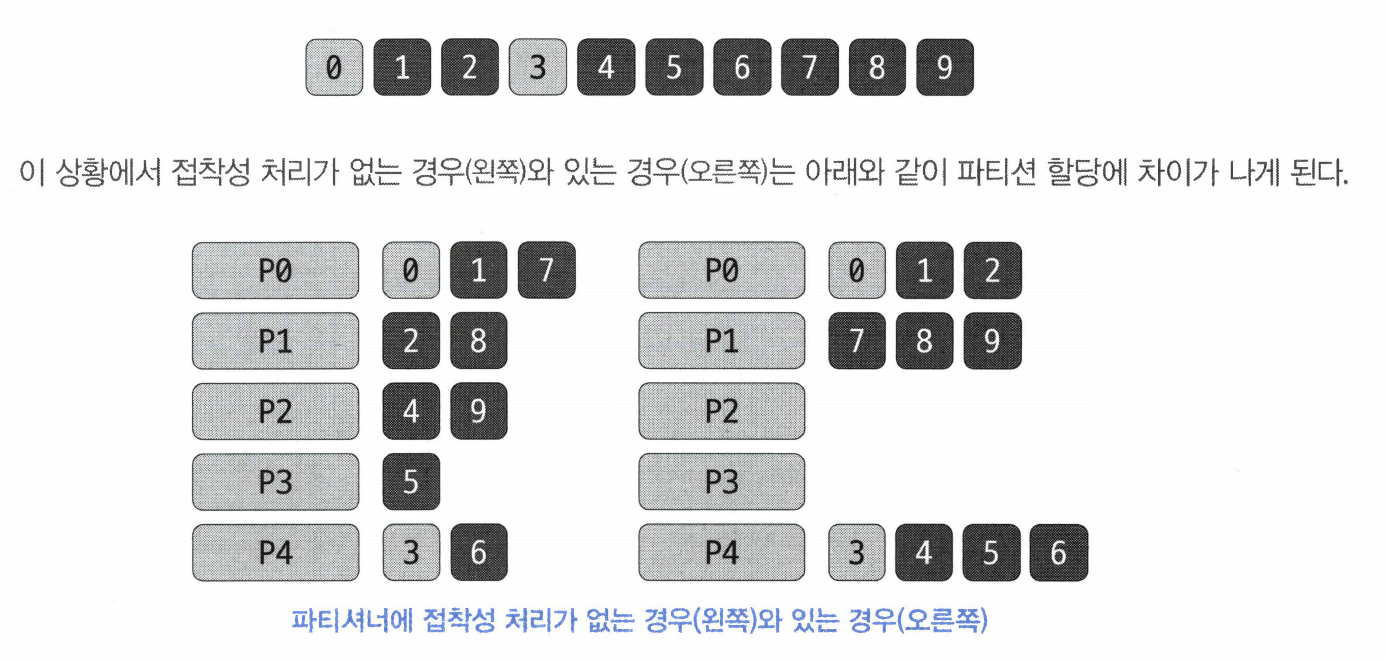 0 1 2 3 4 5 6 7 8 9
이 상황에서 접착성 처리가 없는 경우(왼쪽)와 있는 경우(오른쪽)는 아래와 같이 파티션 할당에 차이가 나게 된다.
P0 0 1 7 P0 0 1 2
P1 2 8 P1 7 8 9
P2 4 9 P2
P3 5 P3
P4 3 6 P4 3 4 5 6
파티셔너에 접착성 처리가 없는 경우(왼쪽)와 있는 경우(오른쪽)